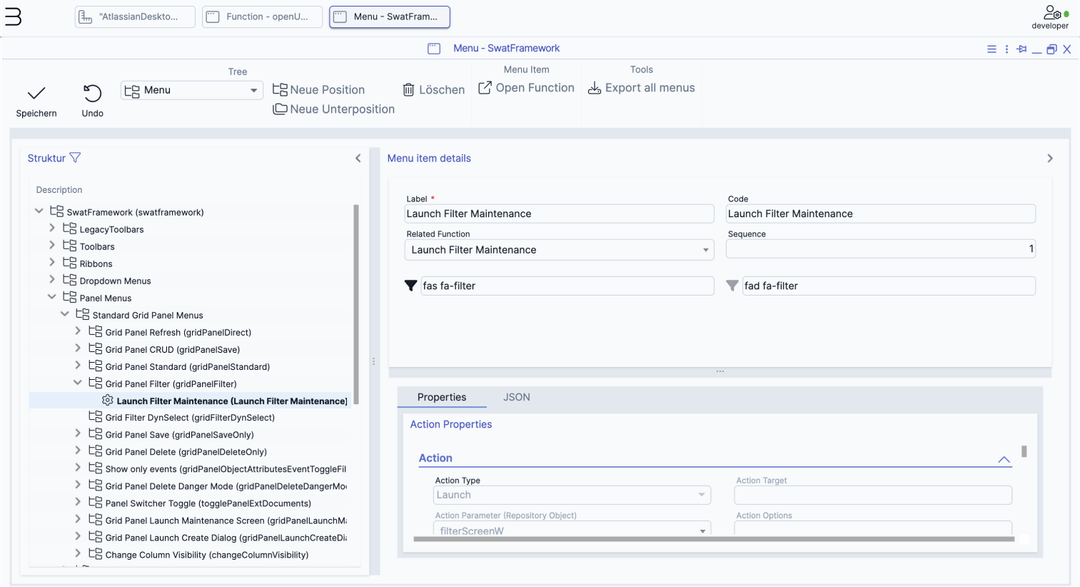 "AtlassianDeskto...
Function - openU...
Menu - SwatFram...
developer
Menu - SwatFramework
Tree
Menu Item
Tools
Speichern
Undo
Menu
Neue Position
Neue Unterposition
Löschen
Open Function
Export all menus
Struktur
Description
SwatFramework (swatframework)
LegacyToolbars
Toolbars
Ribbons
Dropdown Menus
Panel Menus
Standard Grid Panel Menus
Grid Panel Refresh (gridPanelDirect)
Grid Panel CRUD (gridPanelSave)
Grid Panel Standard (gridPanelStandard)
Grid Panel Filter (gridPanelFilter)
Launch Filter Maintenance (Launch Filter Maintenance)
Grid Filter DynSelect (gridFilterDynSelect)
Grid Panel Save (gridPanelSaveOnly)
Grid Panel Delete (gridPanelDeleteOnly)
Show only events (gridPanelObjectAttributesEventToggleFil
Grid Panel Delete Danger Mode (gridPanelDeleteDangerMo
Panel Switcher Toggle (togglePanelExtDocuments)
Grid Panel Launch Maintenance Screen (gridPanelLaunchMa
Grid Panel Launch Create Dialog (gridPanelLaunchCreateDia
Change Column Visibility (changeColumnVisibility)
Menu item details
Label *
Code
Launch Filter Maintenance
Launch Filter Maintenance
Related Function
Sequence
Launch Filter Maintenance
1
fas fa-filter
fad fa-filter
Properties
JSON
Action Properties
Action
Action Type
Action Target
Launch
Action Parameter (Repository Object)
Action Options
filterScreenW